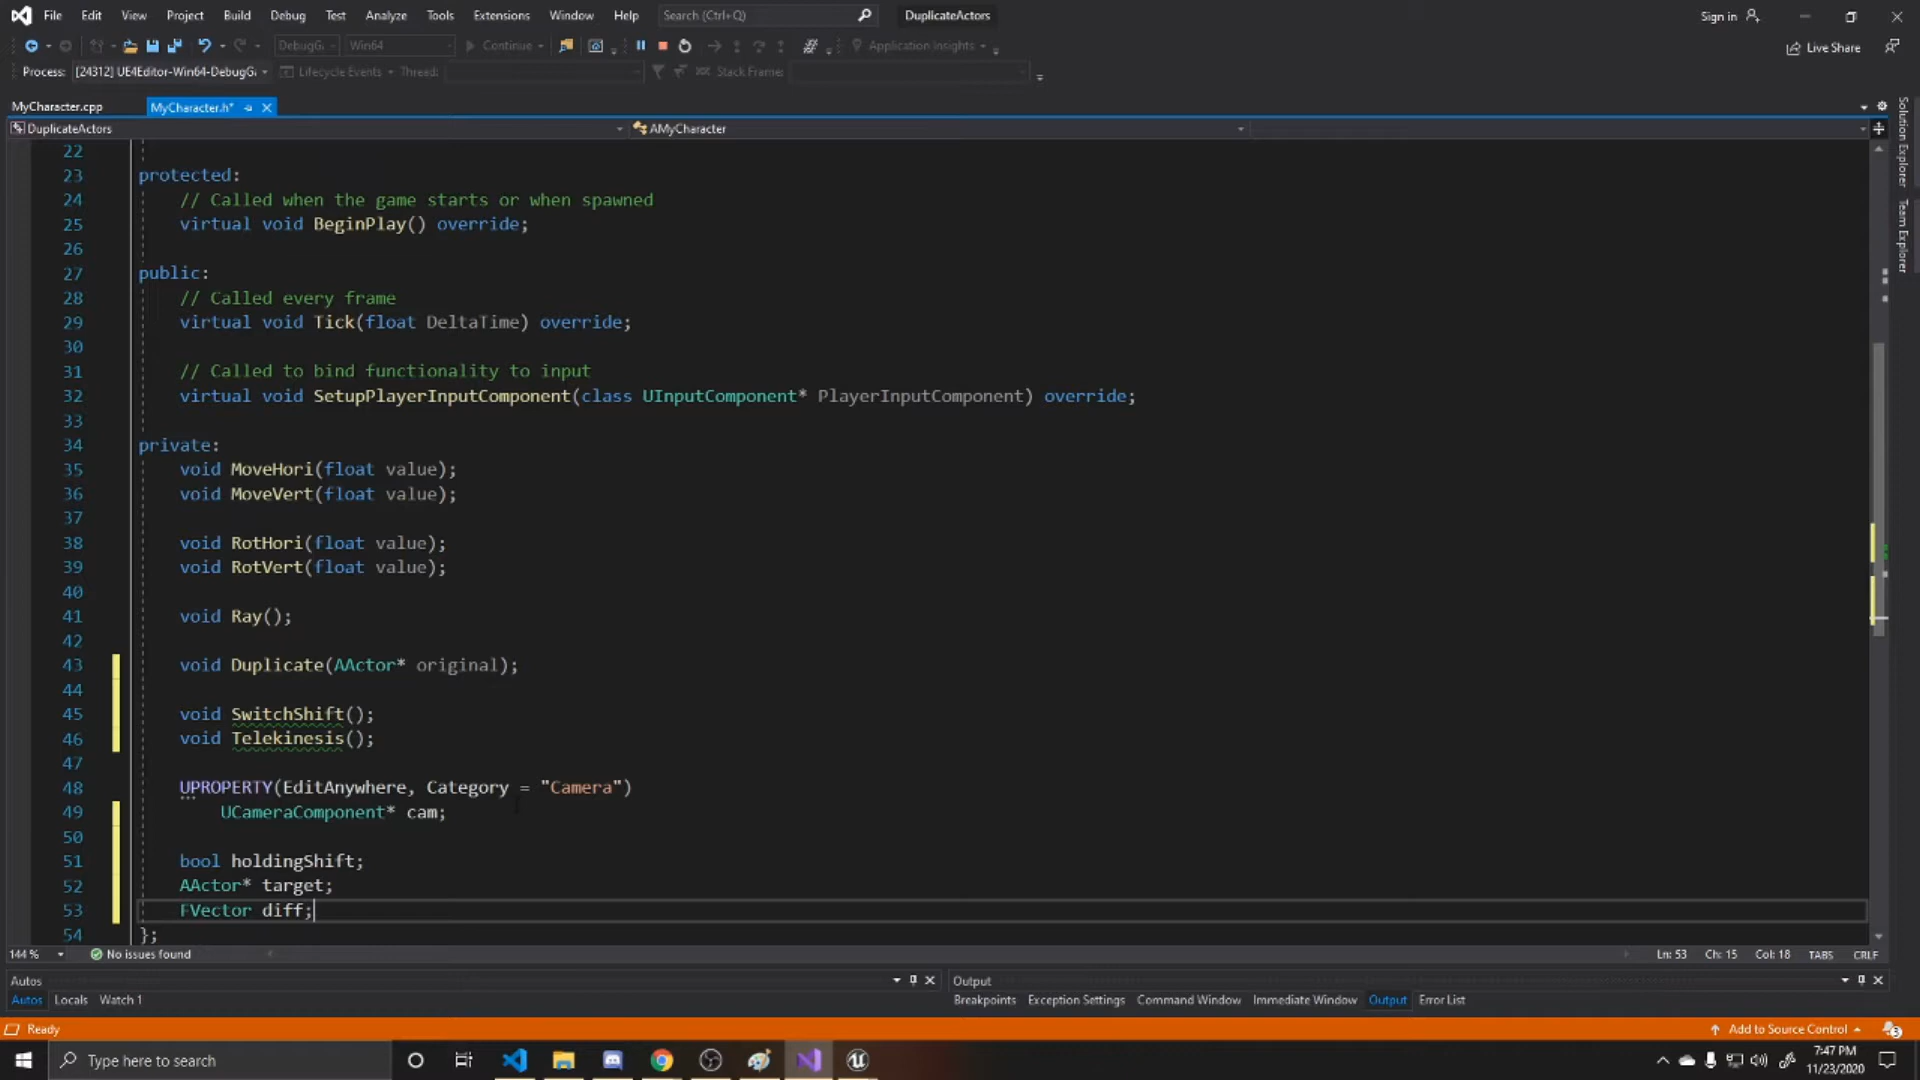 File Edit View Project Build Debug Test Analyze Tools Extensions Window Help Search (Ctrl+Q) DuplicateActors Sign in
DebugG Win64 Continue Application Insights Live Share
Process: [24312] UE4Editor-Win64-DebugG Lifecycle Events Thread: Stack Frame:
MyCharacter.cpp MyCharacter.h*
DuplicateActors AMyCharacter
22
23 protected:
24 // Called when the game starts or when spawned
25 virtual void BeginPlay() override;
26
27 public:
28 // Called every frame
29 virtual void Tick(float DeltaTime) override;
30
31 // Called to bind functionality to input
32 virtual void SetupPlayerInputComponent(class UInputComponent* PlayerInputComponent) override;
33
34 private:
35 void MoveHori(float value);
36 void MoveVert(float value);
37
38 void RotHori(float value);
39 void RotVert(float value);
40
41 void Ray();
42
43 void Duplicate(AActor* original);
44
45 void SwitchShift();
46 void Telekinesis();
47
48 UPROPERTY(EditAnywhere, Category = "Camera")
49 UCameraComponent* cam;
50
51 bool holdingShift;
52 AActor* target;
53 FVector diff;
54 };
144 % No issues found Ln: 53 Ch: 15 Col: 18 TABS CRLF
Autos Output
Autos Locals Watch 1 Breakpoints Exception Settings Command Window Immediate Window Output Error List
Ready Add to Source Control 3
Type here to search 7:47 PM
11/23/2020
Solution Explorer
Team Explorer